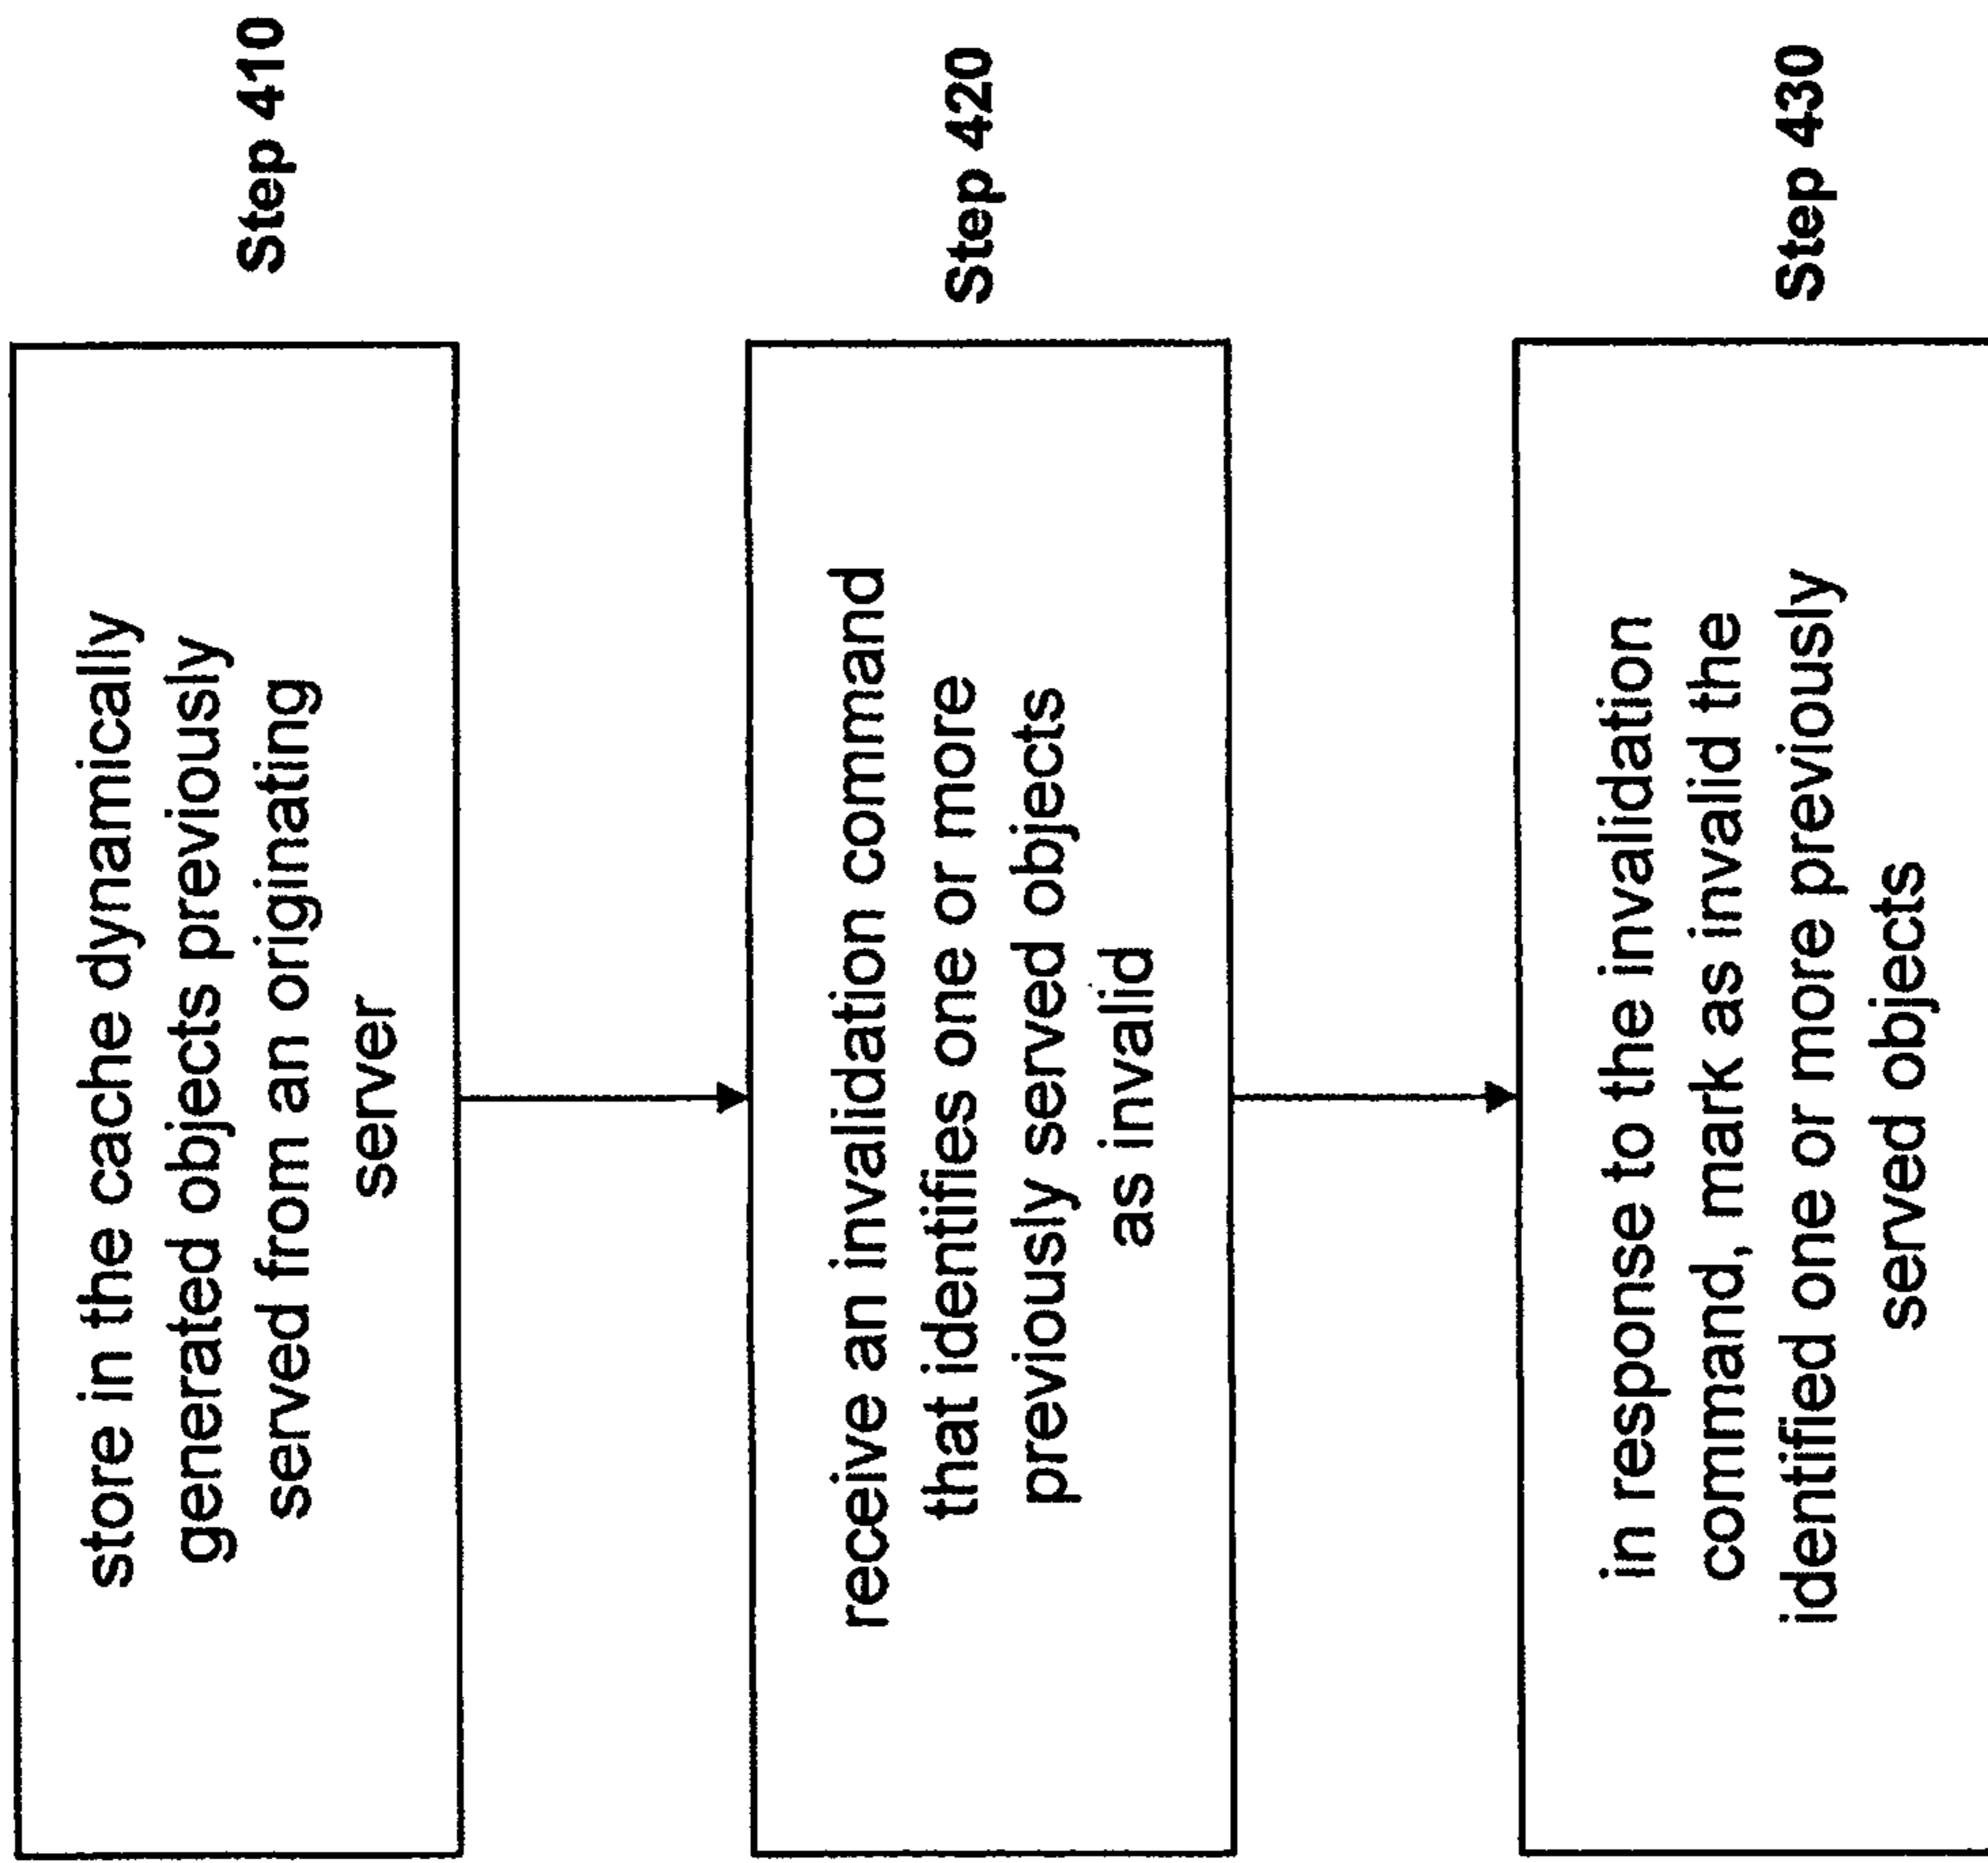 store in the cache dynamically
generated objects previously
served from an originating
server
Step 410
receive an invalidation command
that identifies one or more
previously served objects
as invalid
Step 420
in response to the invalidation
command, mark as invalid the
identified one or more previously
served objects
Step 430